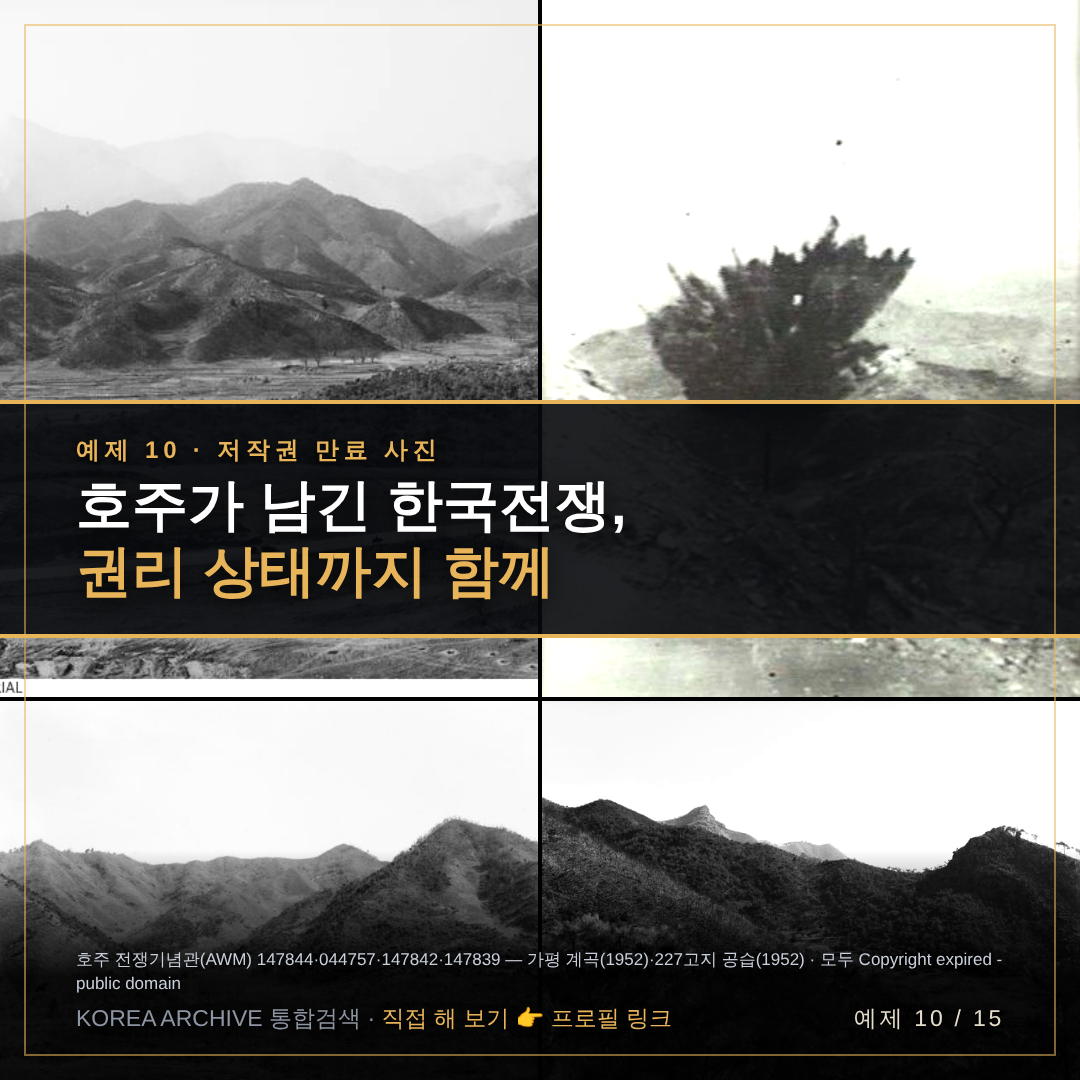 예제 10 · 저작권 만료 사진
호주가 남긴 한국전쟁,
권리 상태까지 함께
IAL
호주 전쟁기념관(AWM) 147844·044757·147842·147839 — 가평 계곡(1952)·227고지 공습(1952) · 모두 Copyright expired -
public domain
KOREA ARCHIVE 통합검색 · 직접 해 보기 👉 프로필 링크
예제 10 / 15